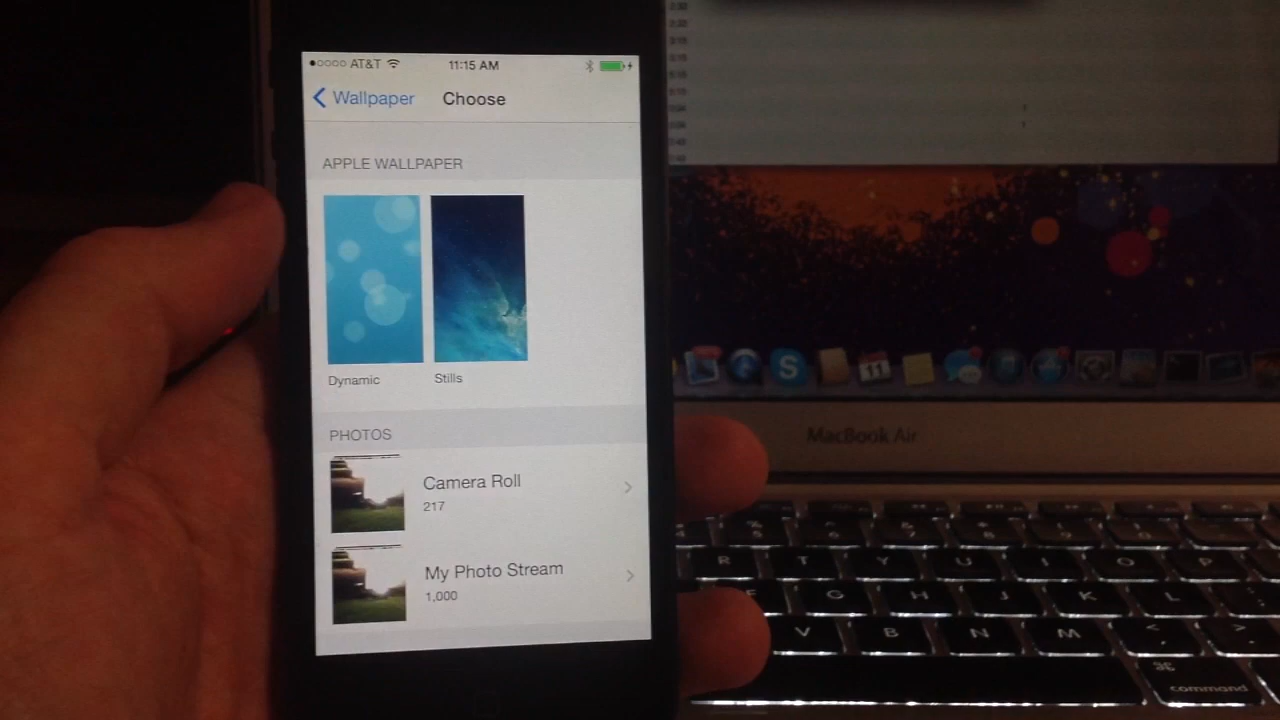 AT&T 11:15 AM
Wallpaper Choose
APPLE WALLPAPER
Dynamic Stills
PHOTOS
Camera Roll
217
My Photo Stream
1,000
11
MacBook Air
R T Y U I O P
F G H J K L
V B N M
⌘
command